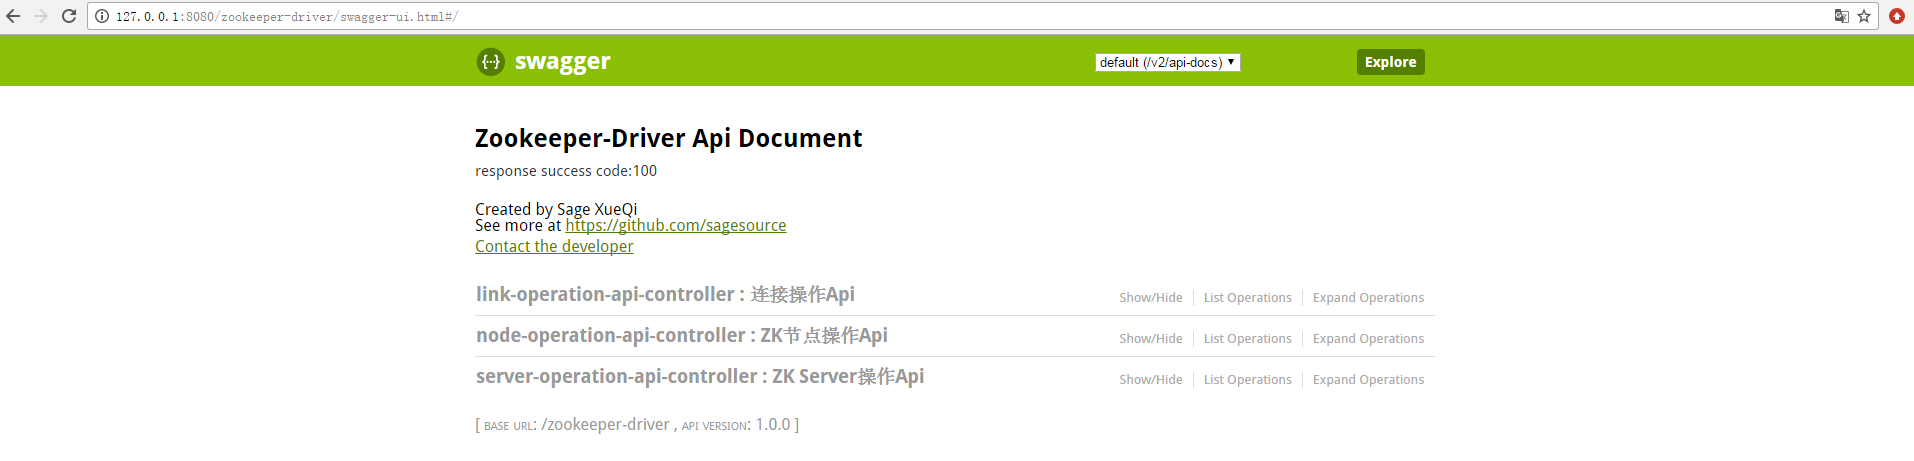 127.0.0.1:8080/zookeeper-driver/swagger-ui.html#/
swagger
default (/v2/api-docs)
Explore
Zookeeper-Driver Api Document
response success code:100
Created by Sage XueQi
See more at https://github.com/sagesource
Contact the developer
link-operation-api-controller : 连接操作Api
Show/Hide
List Operations
Expand Operations
node-operation-api-controller : ZK节点操作Api
Show/Hide
List Operations
Expand Operations
server-operation-api-controller : ZK Server操作Api
Show/Hide
List Operations
Expand Operations
[ BASE URL: /zookeeper-driver , API VERSION: 1.0.0 ]